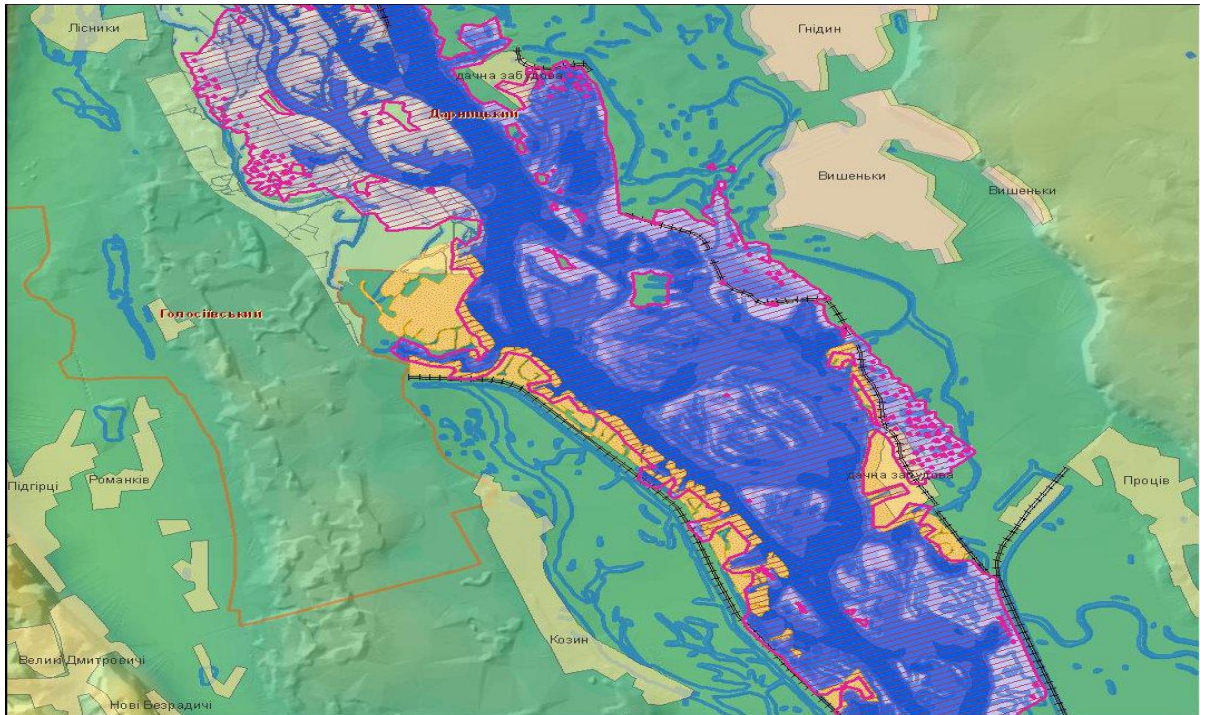 Лісники
Гнідин
дачна забудова
Дарницький
Вишеньки
Вишеньки
Голосіївський
Підгірці
Романків
дачна забудова
Проців
Козин
Великі Дмитровичі
Нові Безрадичі